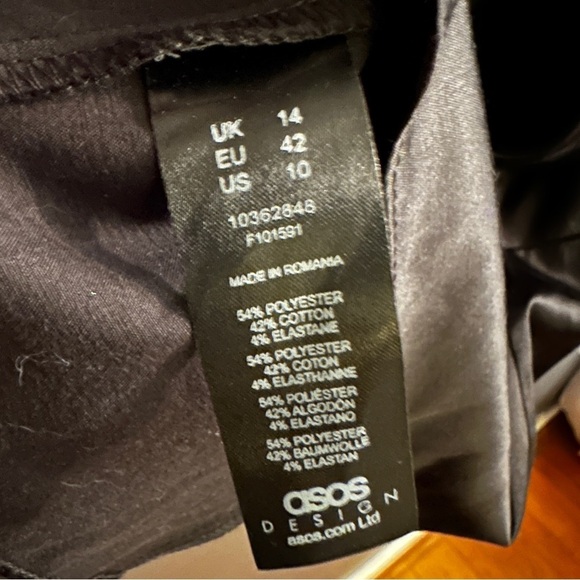 UK 14
EU 42
US 10
10362848
F101591
MADE IN ROMANIA
54% POLYESTER
42% COTTON
4% ELASTANE
54% POLYESTER
42% COTON
4% ELASTHANNE
54% POLIÉSTER
42% ALGODÓN
4% ELASTANO
54% POLYESTER
42% BAUMWOLLE
4% ELASTAN
asos
DESIGN
asos.com Ltd